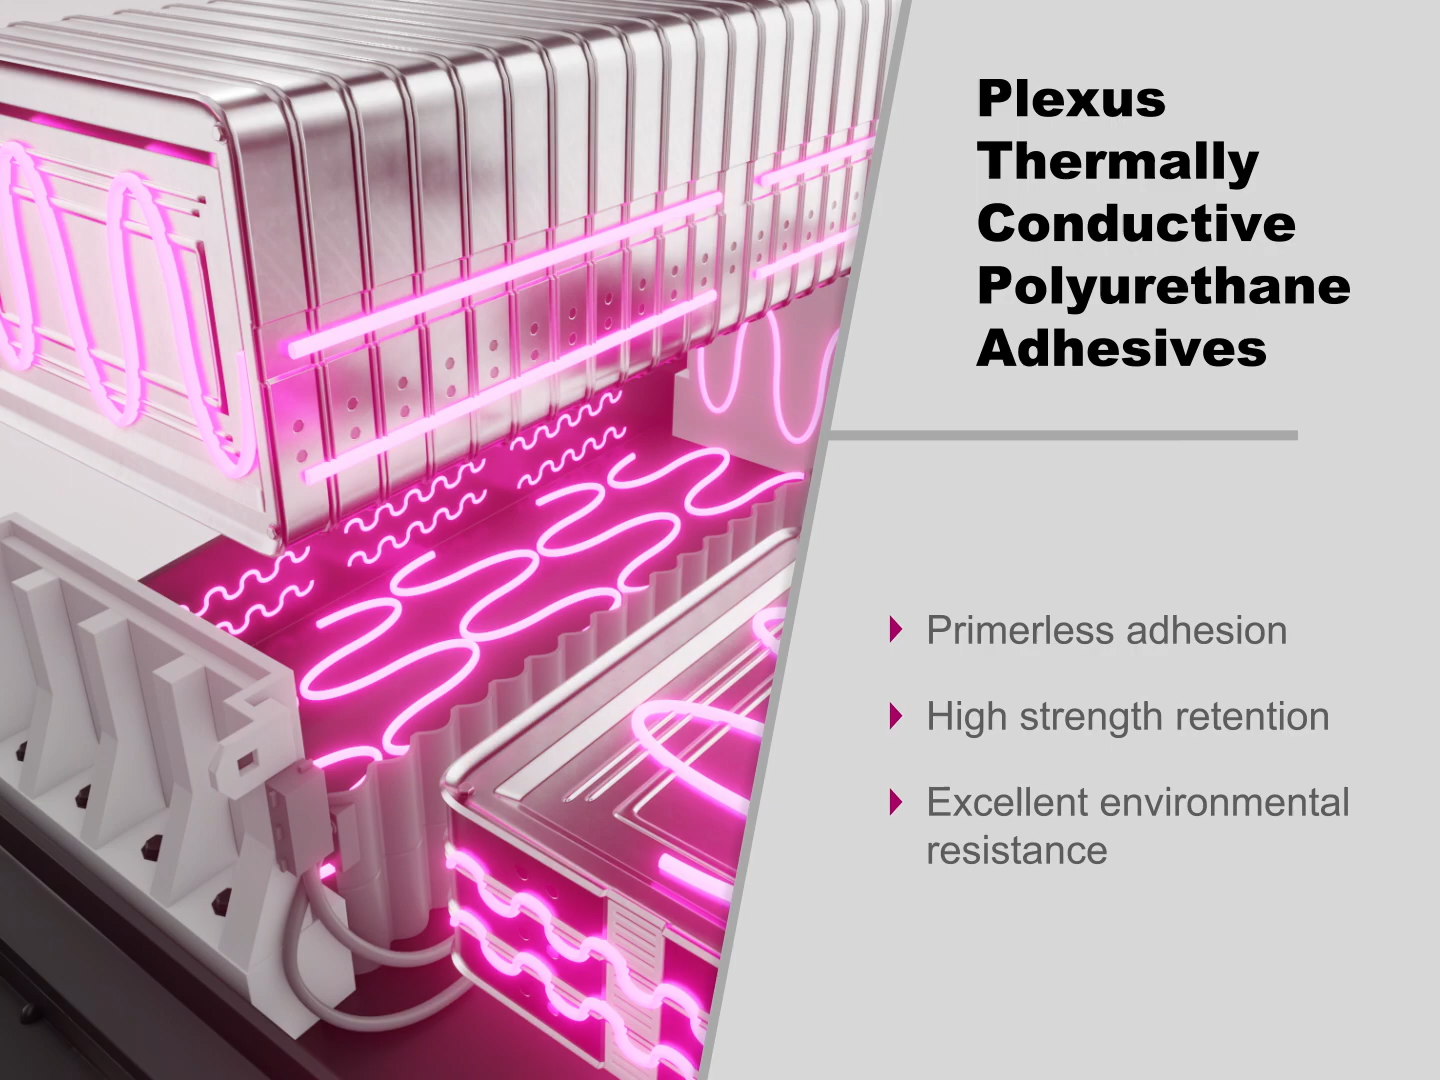 Plexus
Thermally
Conductive
Polyurethane
Adhesives
Primerless adhesion
High strength retention
Excellent environmental
resistance